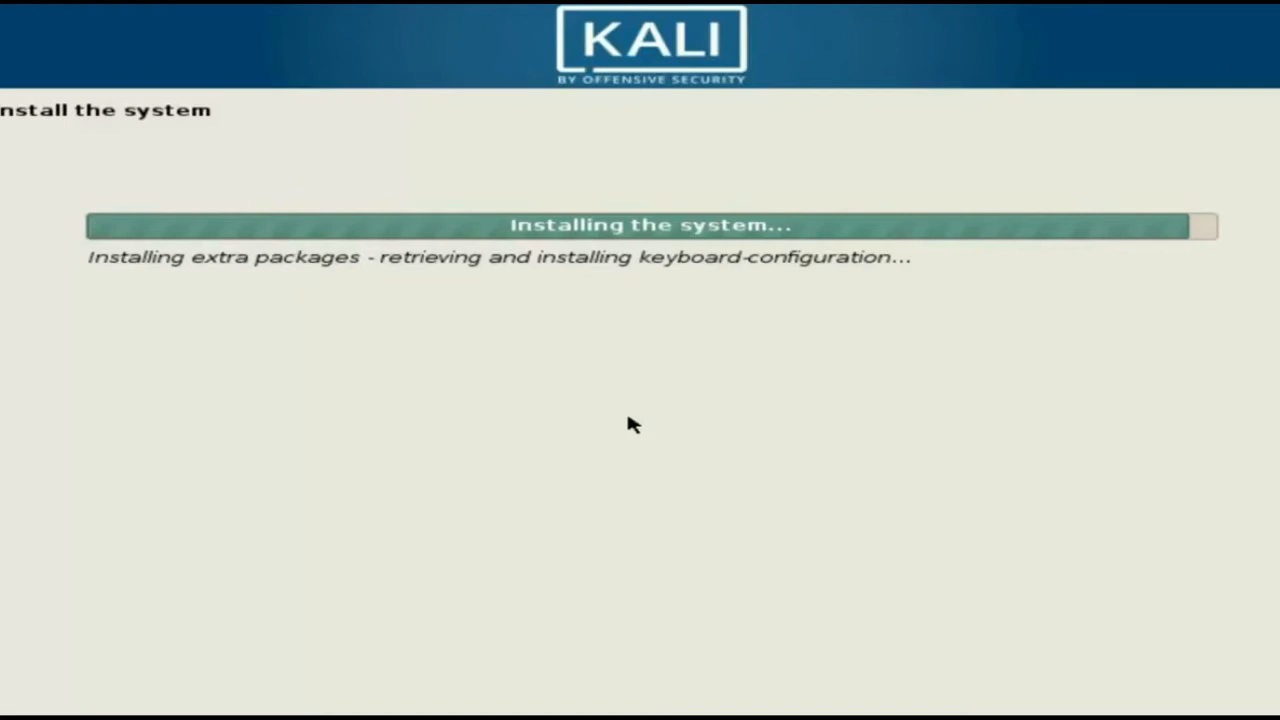 KALI
BY OFFENSIVE SECURITY
nstall the system
Installing the system...
Installing extra packages - retrieving and installing keyboard-configuration...